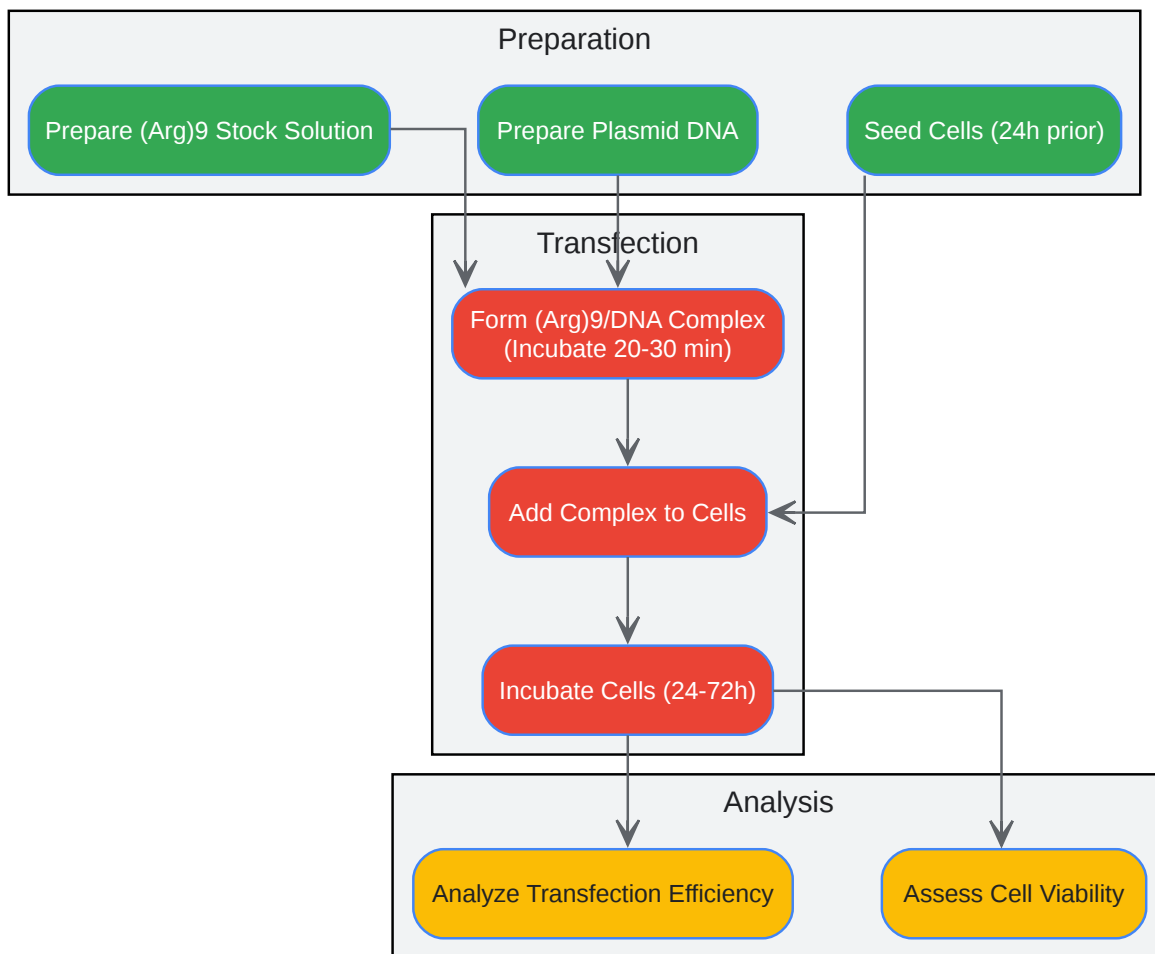 Preparation
Prepare (Arg)9 Stock Solution
Prepare Plasmid DNA
Seed Cells (24h prior)
Transfection
Form (Arg)9/DNA Complex
(Incubate 20-30 min)
Add Complex to Cells
Incubate Cells (24-72h)
Analysis
Analyze Transfection Efficiency
Assess Cell Viability